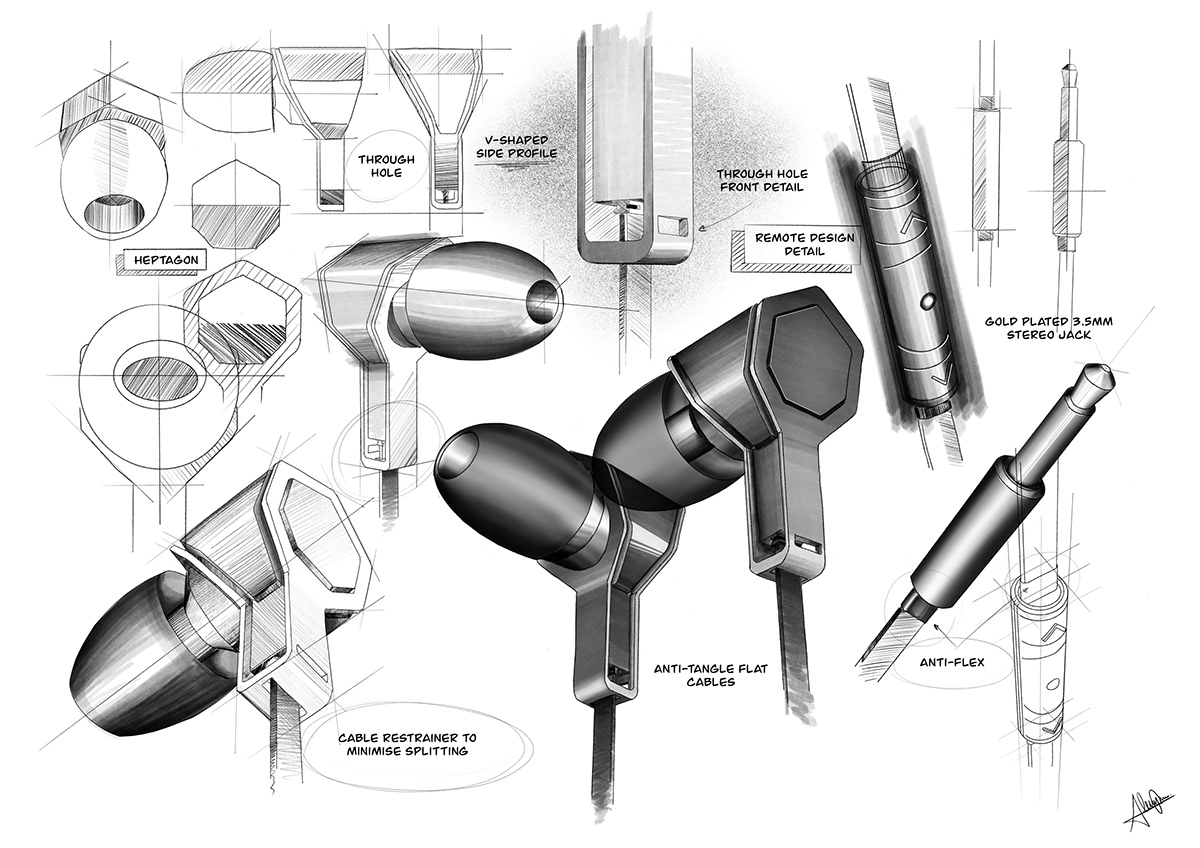 V-SHAPED
SIDE PROFILE
THROUGH
HOLE
THROUGH HOLE
FRONT DETAIL
HEPTAGON
REMOTE DESIGN
DETAIL
GOLD PLATED 3.5MM
STEREO JACK
ANTI-TANGLE FLAT
CABLES
ANTI-FLEX
CABLE RESTRAINER TO
MINIMISE SPLITTING